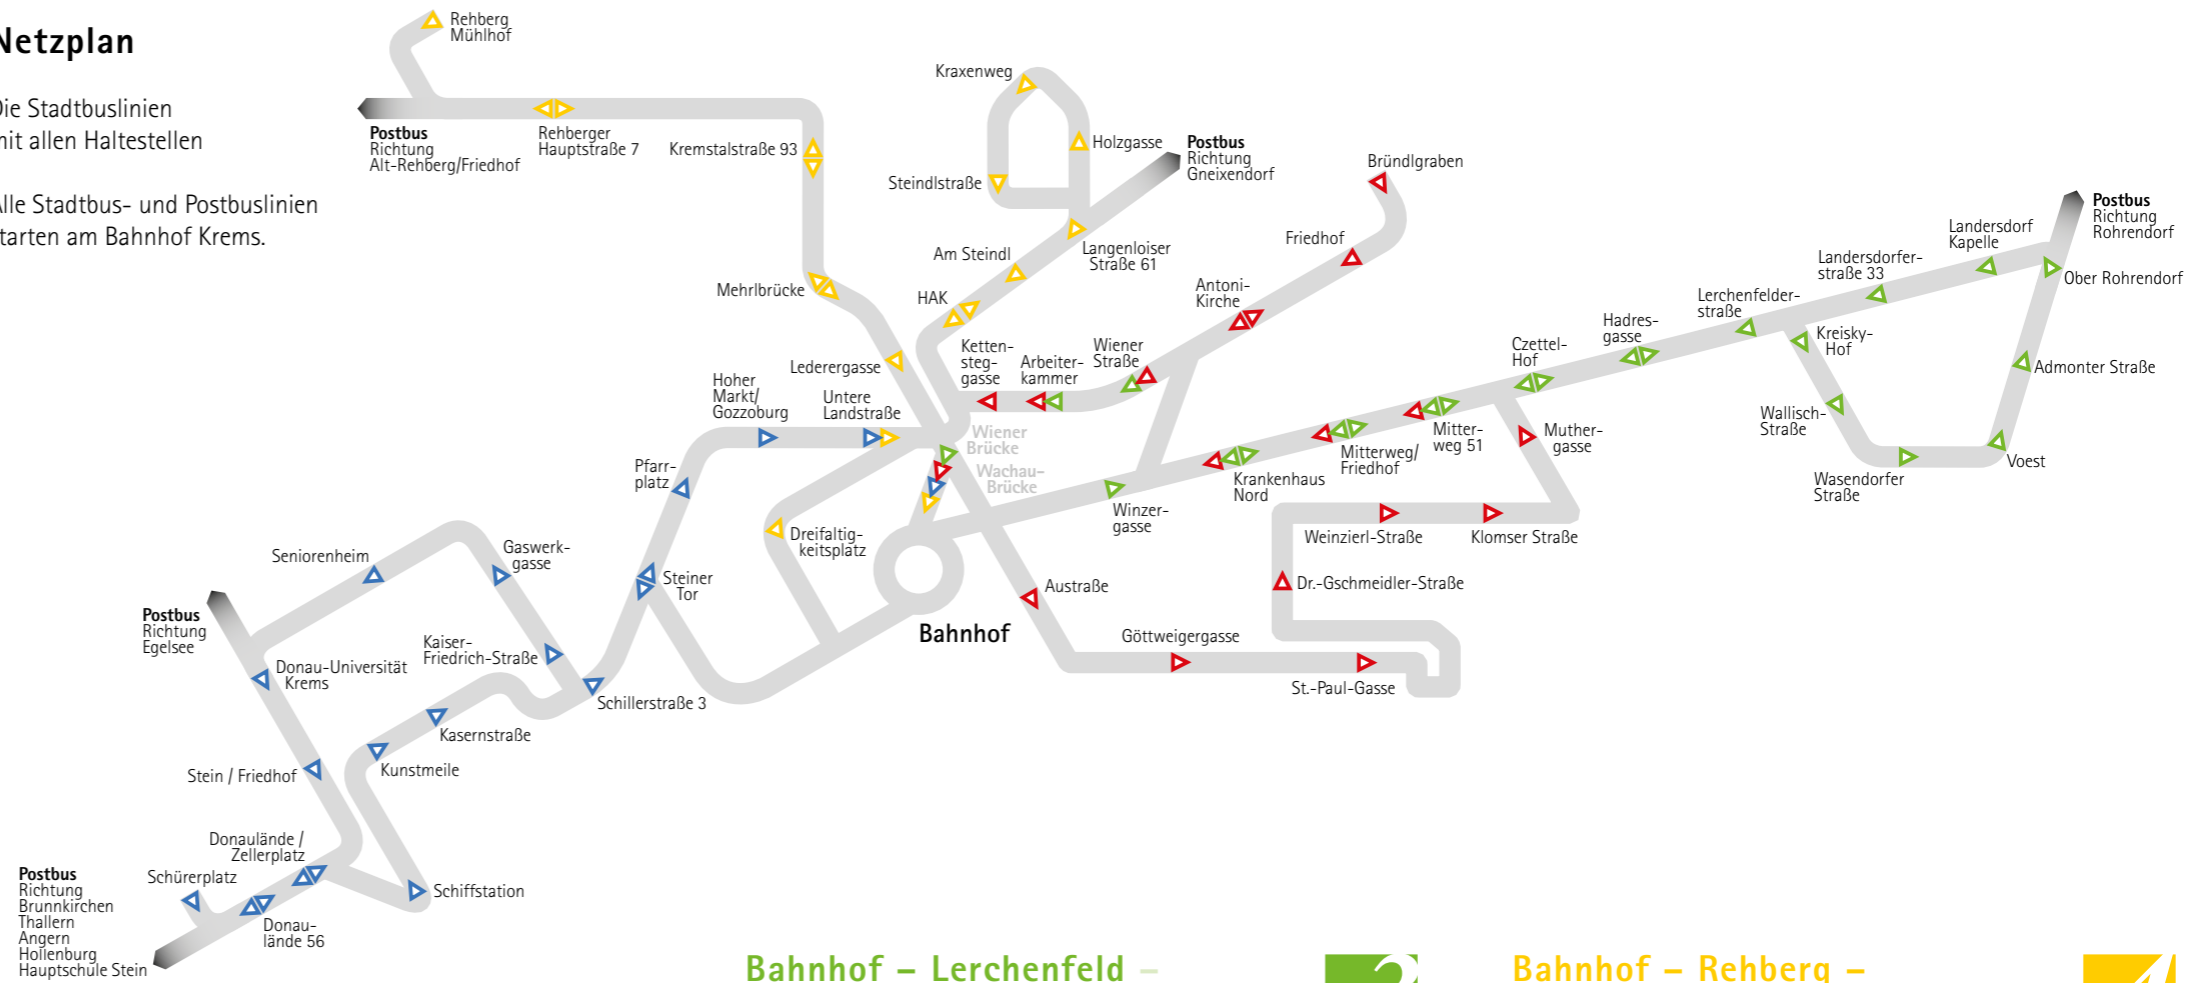 Netzplan
Die Stadtbuslinien
mit allen Haltestellen
Alle Stadtbus- und Postbuslinien
starten am Bahnhof Krems.
Rehberg
Mühlhof
Postbus
Richtung
Alt-Rehberg/Friedhof
Rehberger
Hauptstraße 7
Kremstalstraße 93
Mehrlbrücke
Lederergasse
Kraxenweg
Holzgasse
Steindlstraße
Postbus
Richtung
Gneixendorf
Langenloiser
Straße 61
Am Steindl
HAK
Bründlgraben
Friedhof
Antoni-
Kirche
Wiener
Straße
Arbeiter-
kammer
Ketten-
steg-
gasse
Hoher
Markt/
Gozzoburg
Untere
Landstraße
Wiener
Brücke
Wachau-
Brücke
Pfarr-
platz
Dreifaltig-
keitsplatz
Steiner
Tor
Bahnhof
Austraße
Göttweigergasse
St.-Paul-Gasse
Dr.-Gschmeidler-Straße
Weinzierl-Straße
Klomser Straße
Muther-
gasse
Winzer-
gasse
Krankenhaus
Nord
Mitterweg/
Friedhof
Mitter-
weg 51
Czettel-
Hof
Hadres-
gasse
Lerchenfelder-
straße
Landersdorfer-
straße 33
Landersdorf
Kapelle
Postbus
Richtung
Rohrendorf
Ober Rohrendorf
Kreisky-
Hof
Admonter Straße
Wallisch-
Straße
Wasendorfer
Straße
Voest
Seniorenheim
Gaswerk-
gasse
Kaiser-
Friedrich-Straße
Schillerstraße 3
Postbus
Richtung
Egelsee
Donau-Universität
Krems
Kasernstraße
Kunstmeile
Stein / Friedhof
Donaulände /
Zellerplatz
Schürerplatz
Schiffstation
Donau-
lände 56
Postbus
Richtung
Brunnkirchen
Thallern
Angern
Hollenburg
Hauptschule Stein
Bahnhof – Lerchenfeld –
2
Bahnhof – Rehberg –
4